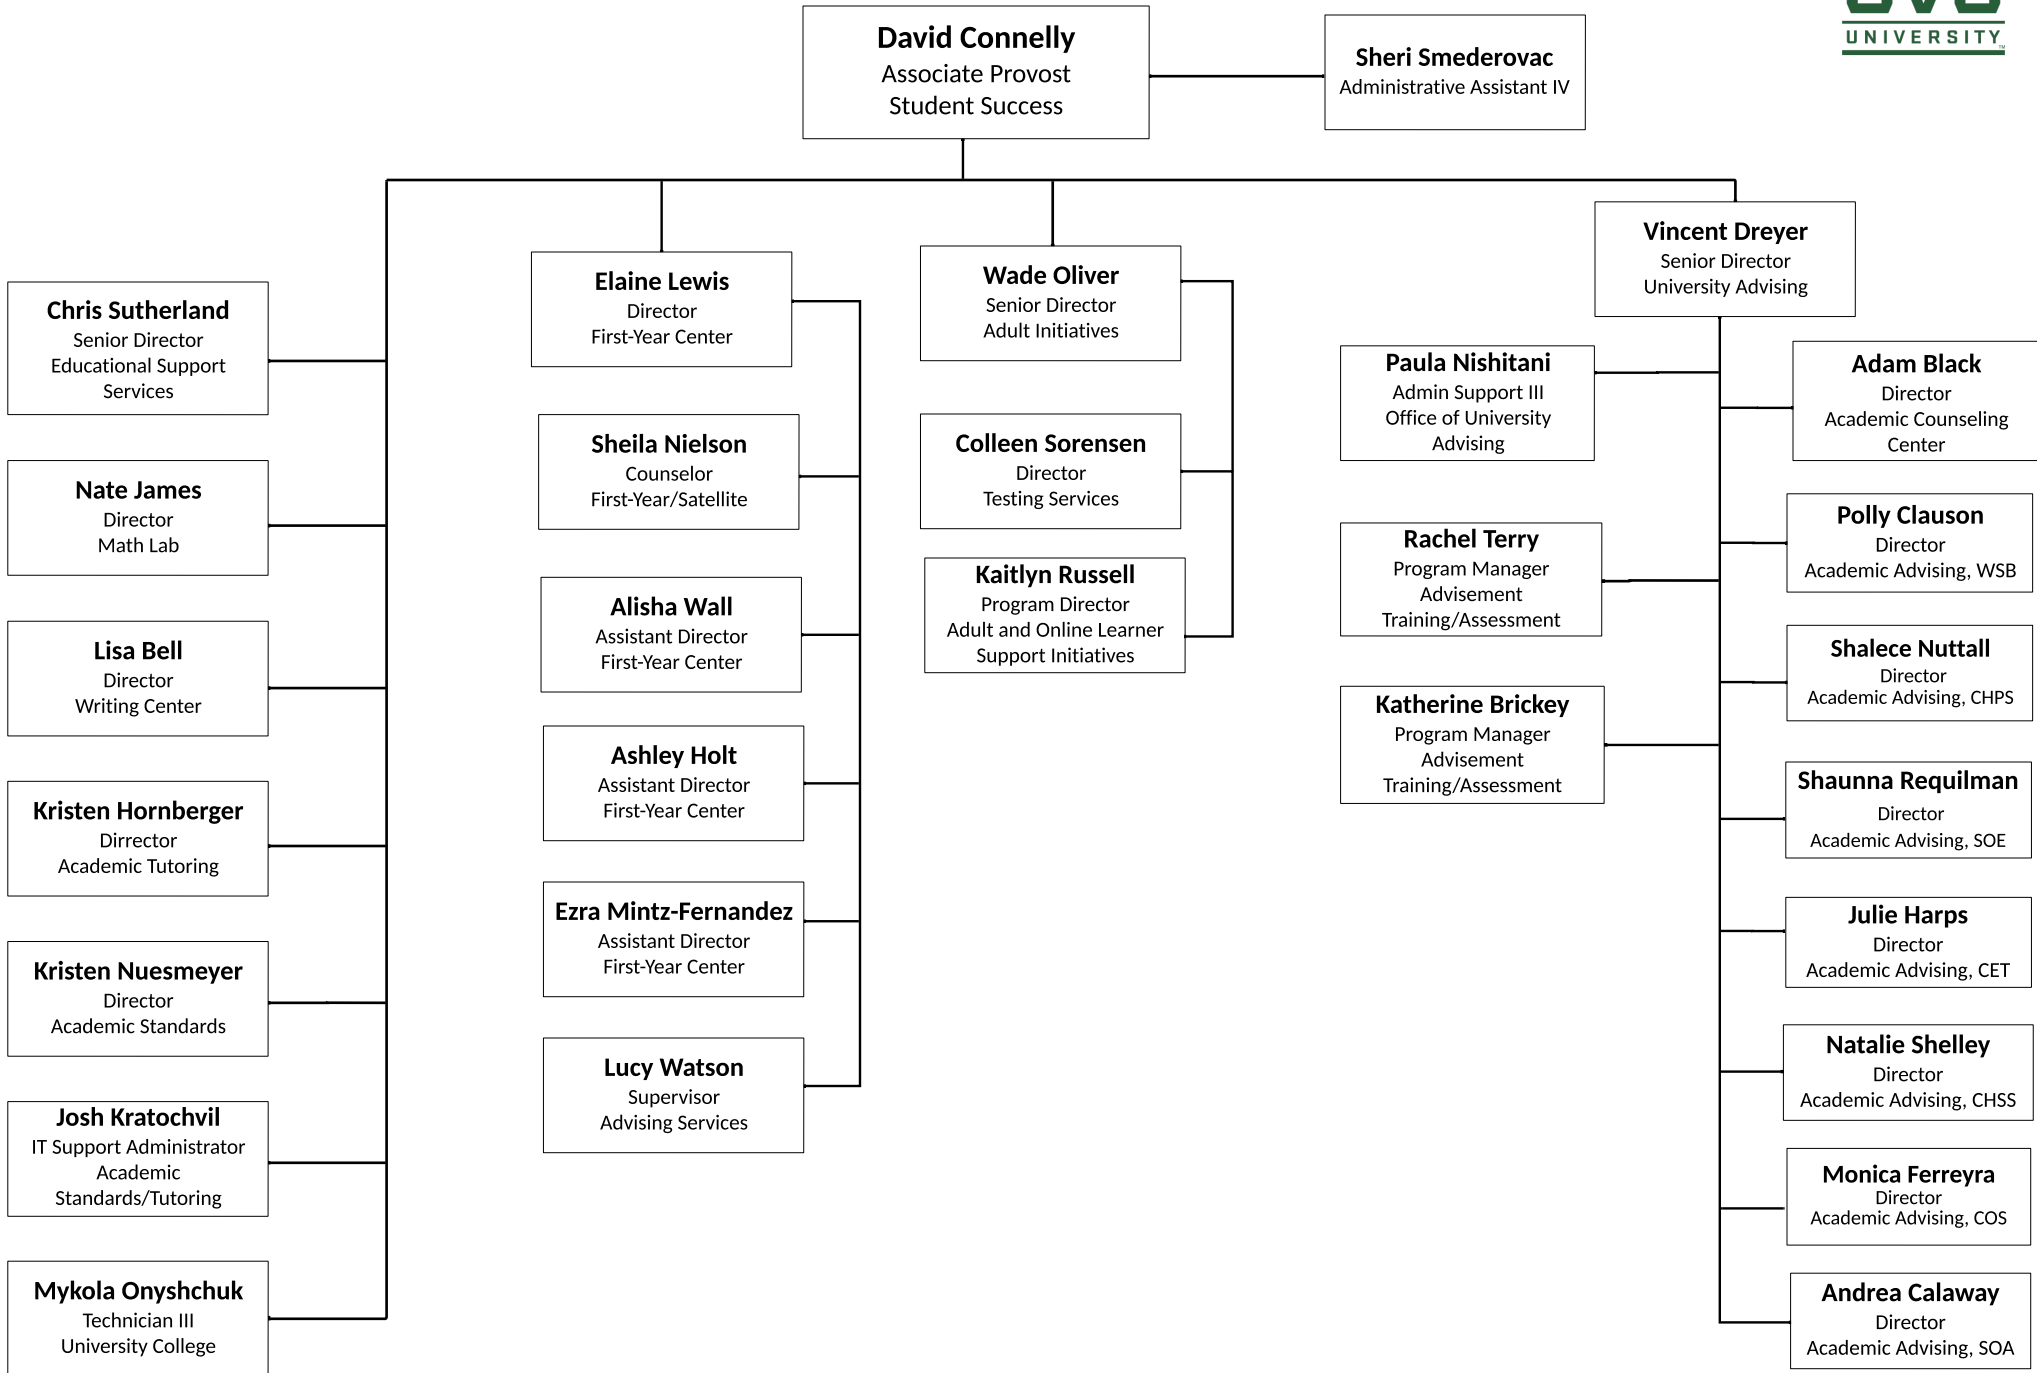 David Connelly
Associate Provost
Student Success
Sheri Smederovac
Administrative Assistant IV
UNIVERSITY
TM
Chris Sutherland
Senior Director
Educational Support
Services
Nate James
Director
Math Lab
Lisa Bell
Director
Writing Center
Kristen Hornberger
Dirrector
Academic Tutoring
Kristen Nuesmeyer
Director
Academic Standards
Josh Kratochvil
IT Support Administrator
Academic
Standards/Tutoring
Mykola Onyshchuk
Technician III
University College
Elaine Lewis
Director
First-Year Center
Sheila Nielson
Counselor
First-Year/Satellite
Alisha Wall
Assistant Director
First-Year Center
Ashley Holt
Assistant Director
First-Year Center
Ezra Mintz-Fernandez
Assistant Director
First-Year Center
Lucy Watson
Supervisor
Advising Services
Wade Oliver
Senior Director
Adult Initiatives
Colleen Sorensen
Director
Testing Services
Kaitlyn Russell
Program Director
Adult and Online Learner
Support Initiatives
Vincent Dreyer
Senior Director
University Advising
Paula Nishitani
Admin Support III
Office of University
Advising
Rachel Terry
Program Manager
Advisement
Training/Assessment
Katherine Brickey
Program Manager
Advisement
Training/Assessment
Adam Black
Director
Academic Counseling
Center
Polly Clauson
Director
Academic Advising, WSB
Shalece Nuttall
Director
Academic Advising, CHPS
Shaunna Requilman
Director
Academic Advising, SOE
Julie Harps
Director
Academic Advising, CET
Natalie Shelley
Director
Academic Advising, CHSS
Monica Ferreyra
Director
Academic Advising, COS
Andrea Calaway
Director
Academic Advising, SOA